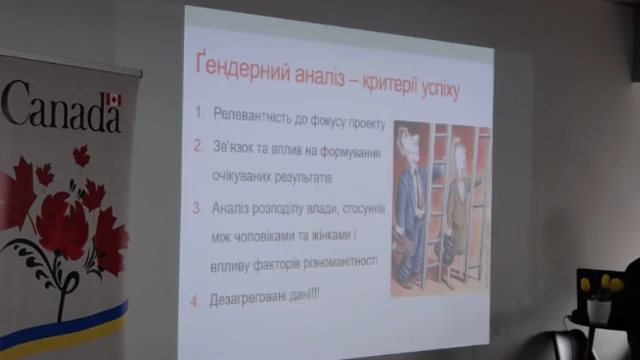 Canada
Ґендерний аналіз – критерії успіху
1. Релевантність до фокусу проекту
2. Зв'язок та вплив на формування
очікуваних результатів
3. Аналіз розподілу влади, стосунків
між чоловіками та жінками і
впливу факторів різноманітності
4. Дезагреговані дані!!!